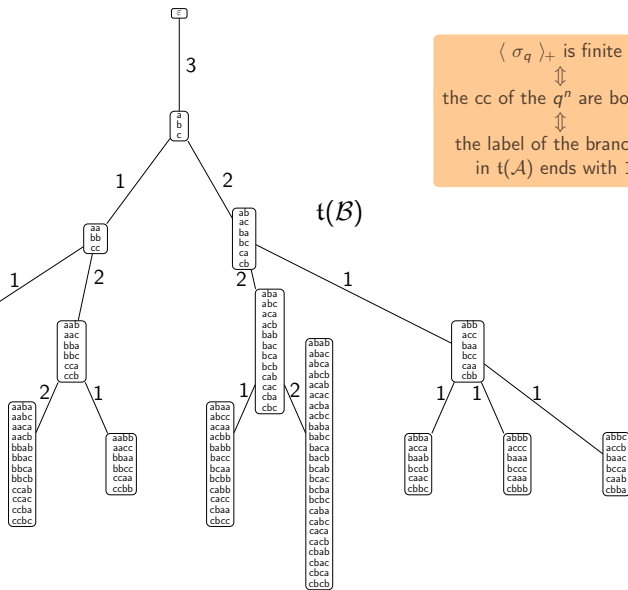 ε
3
⟨ σq ⟩+ is finite
⇕
the cc of the qⁿ are bo
⇕
the label of the branc
in t(𝒜) ends with 1
a
b
c
1
2
t(ℬ)
aa
bb
cc
ab
ac
ba
bc
ca
cb
1
2
2
1
aab
aac
bba
bbc
cca
ccb
aba
abc
aca
acb
bab
bac
bca
bcb
cab
cac
cba
cbc
abb
acc
baa
bcc
caa
cbb
2
1
1
2
1
1
1
aaba
aabc
aaca
aacb
bbab
bbac
bbca
bbcb
ccab
ccac
ccba
ccbc
aabb
aacc
bbaa
bbcc
ccaa
ccbb
abaa
abcc
acaa
acbb
babb
bacc
bcaa
bcbb
cabb
cacc
cbaa
cbcc
abab
abac
abca
abcb
acab
acac
acba
acbc
baba
babc
baca
bacb
bcab
bcac
bcba
bcbc
caba
cabc
caca
cacb
cbab
cbac
cbca
cbcb
abba
acca
baab
bccb
caac
cbbc
abbb
accc
baaa
bccc
caaa
cbbb
abbc
accb
baac
bcca
caab
cbba